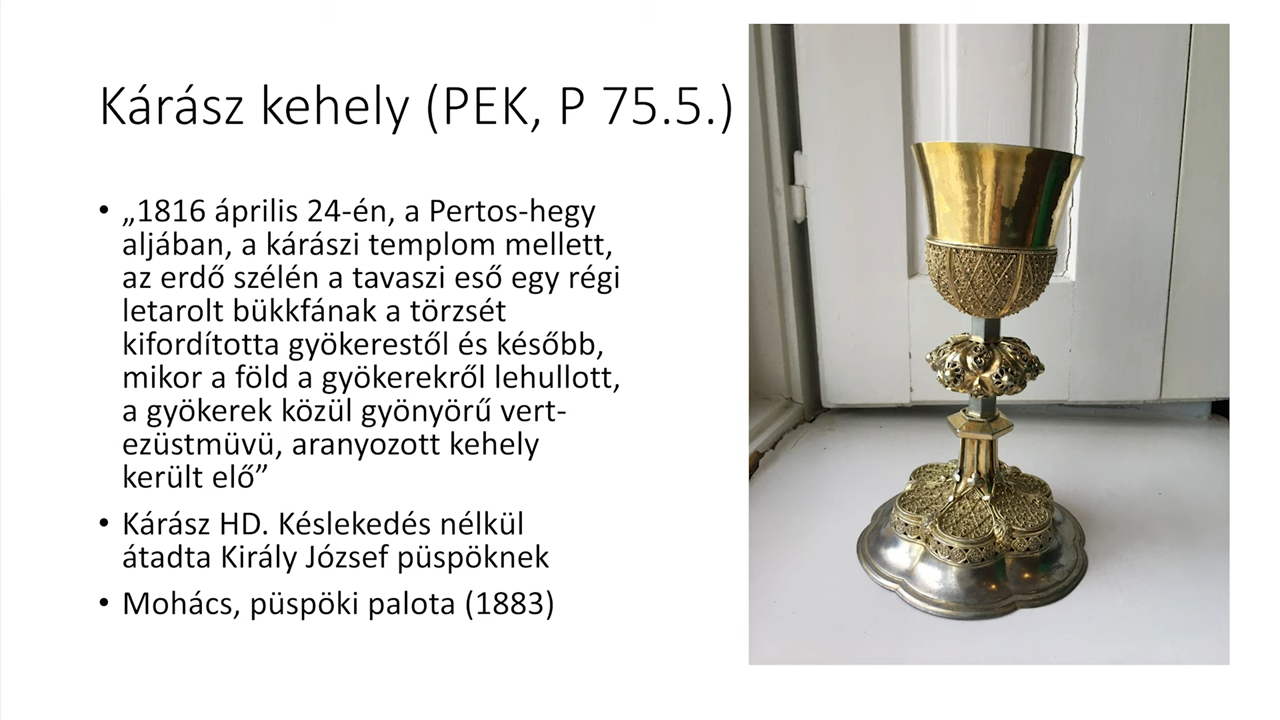 Kárász kehely (PEK, P 75.5.)
• „1816 április 24-én, a Pertos-hegy
aljában, a kárászi templom mellett,
az erdő szélén a tavaszi eső egy régi
letarolt bükkfának a törzsét
kifordította gyökerestől és később,
mikor a föld a gyökerekről lehullott,
a gyökerek közül gyönyörű vert-
ezüstmüvü, aranyozott kehely
került elő”
• Kárász HD. Késlekedés nélkül
átadta Király József püspöknek
• Mohács, püspöki palota (1883)